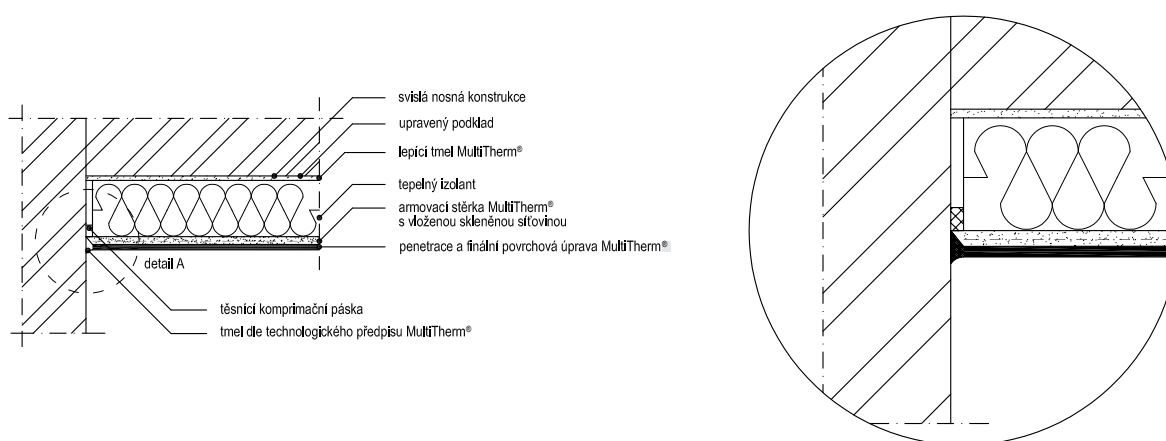 svislá nosná konstrukce
upravený podklad
lepící tmel MultiTherm®
tepelný izolant
armovací stěrka MultiTherm®
s vloženou skleněnou síťovinou
penetrace a finální povrchová úprava MultiTherm®
detail A
těsnící komprimační páska
tmel dle technologického předpisu MultiTherm®